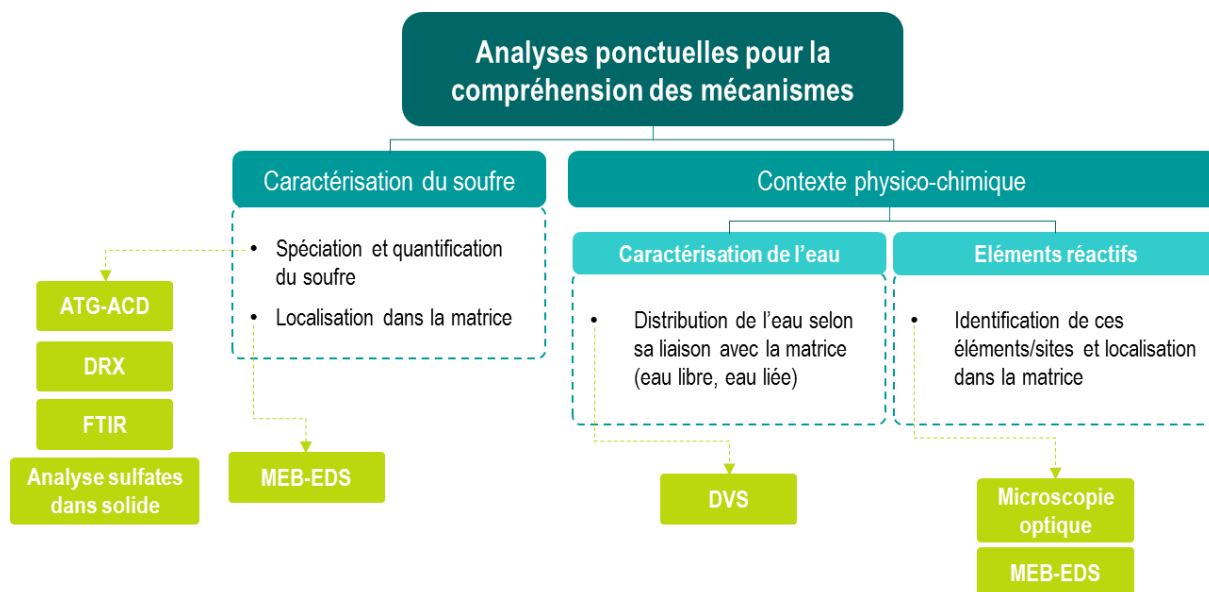 Analyses ponctuelles pour la
compréhension des mécanismes
Caractérisation du soufre
• Spéciation et quantification
du soufre
• Localisation dans la matrice
ATG-ACD
DRX
FTIR
Analyse sulfates
dans solide
MEB-EDS
Contexte physico-chimique
Caractérisation de l'eau
• Distribution de l'eau selon
sa liaison avec la matrice
(eau libre, eau liée)
DVS
Eléments réactifs
• Identification de ces
éléments/sites et localisation
dans la matrice
Microscopie
optique
MEB-EDS